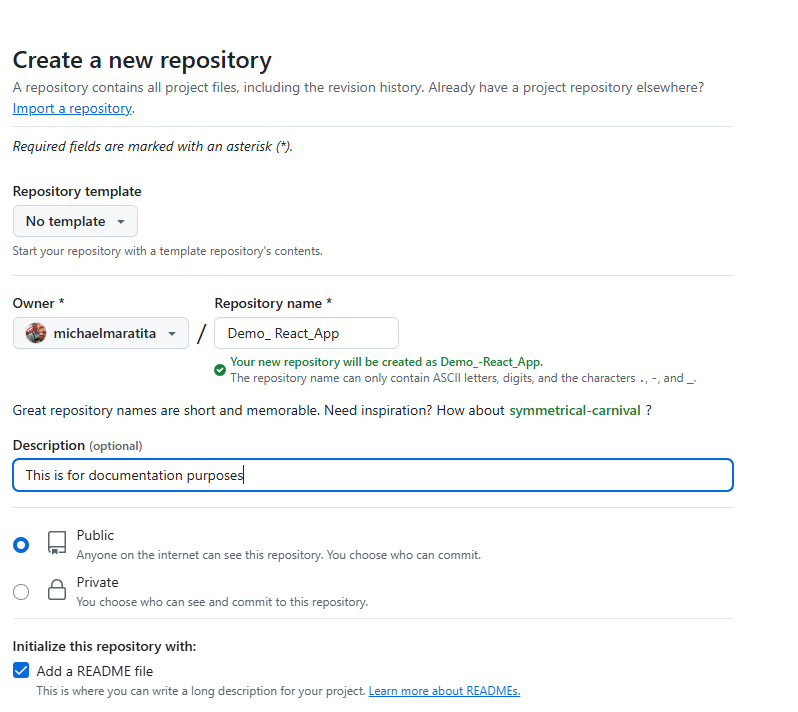 Create a new repository
A repository contains all project files, including the revision history. Already have a project repository elsewhere?
Import a repository.
Required fields are marked with an asterisk (*).
Repository template
No template
Start your repository with a template repository's contents.
Owner * Repository name *
michaelmaratita / Demo_ React_App
Your new repository will be created as Demo_-React_App.
The repository name can only contain ASCII letters, digits, and the characters ., -, and _.
Great repository names are short and memorable. Need inspiration? How about symmetrical-carnival ?
Description (optional)
This is for documentation purposes
Public
Anyone on the internet can see this repository. You choose who can commit.
Private
You choose who can see and commit to this repository.
Initialize this repository with:
Add a README file
This is where you can write a long description for your project. Learn more about READMEs.